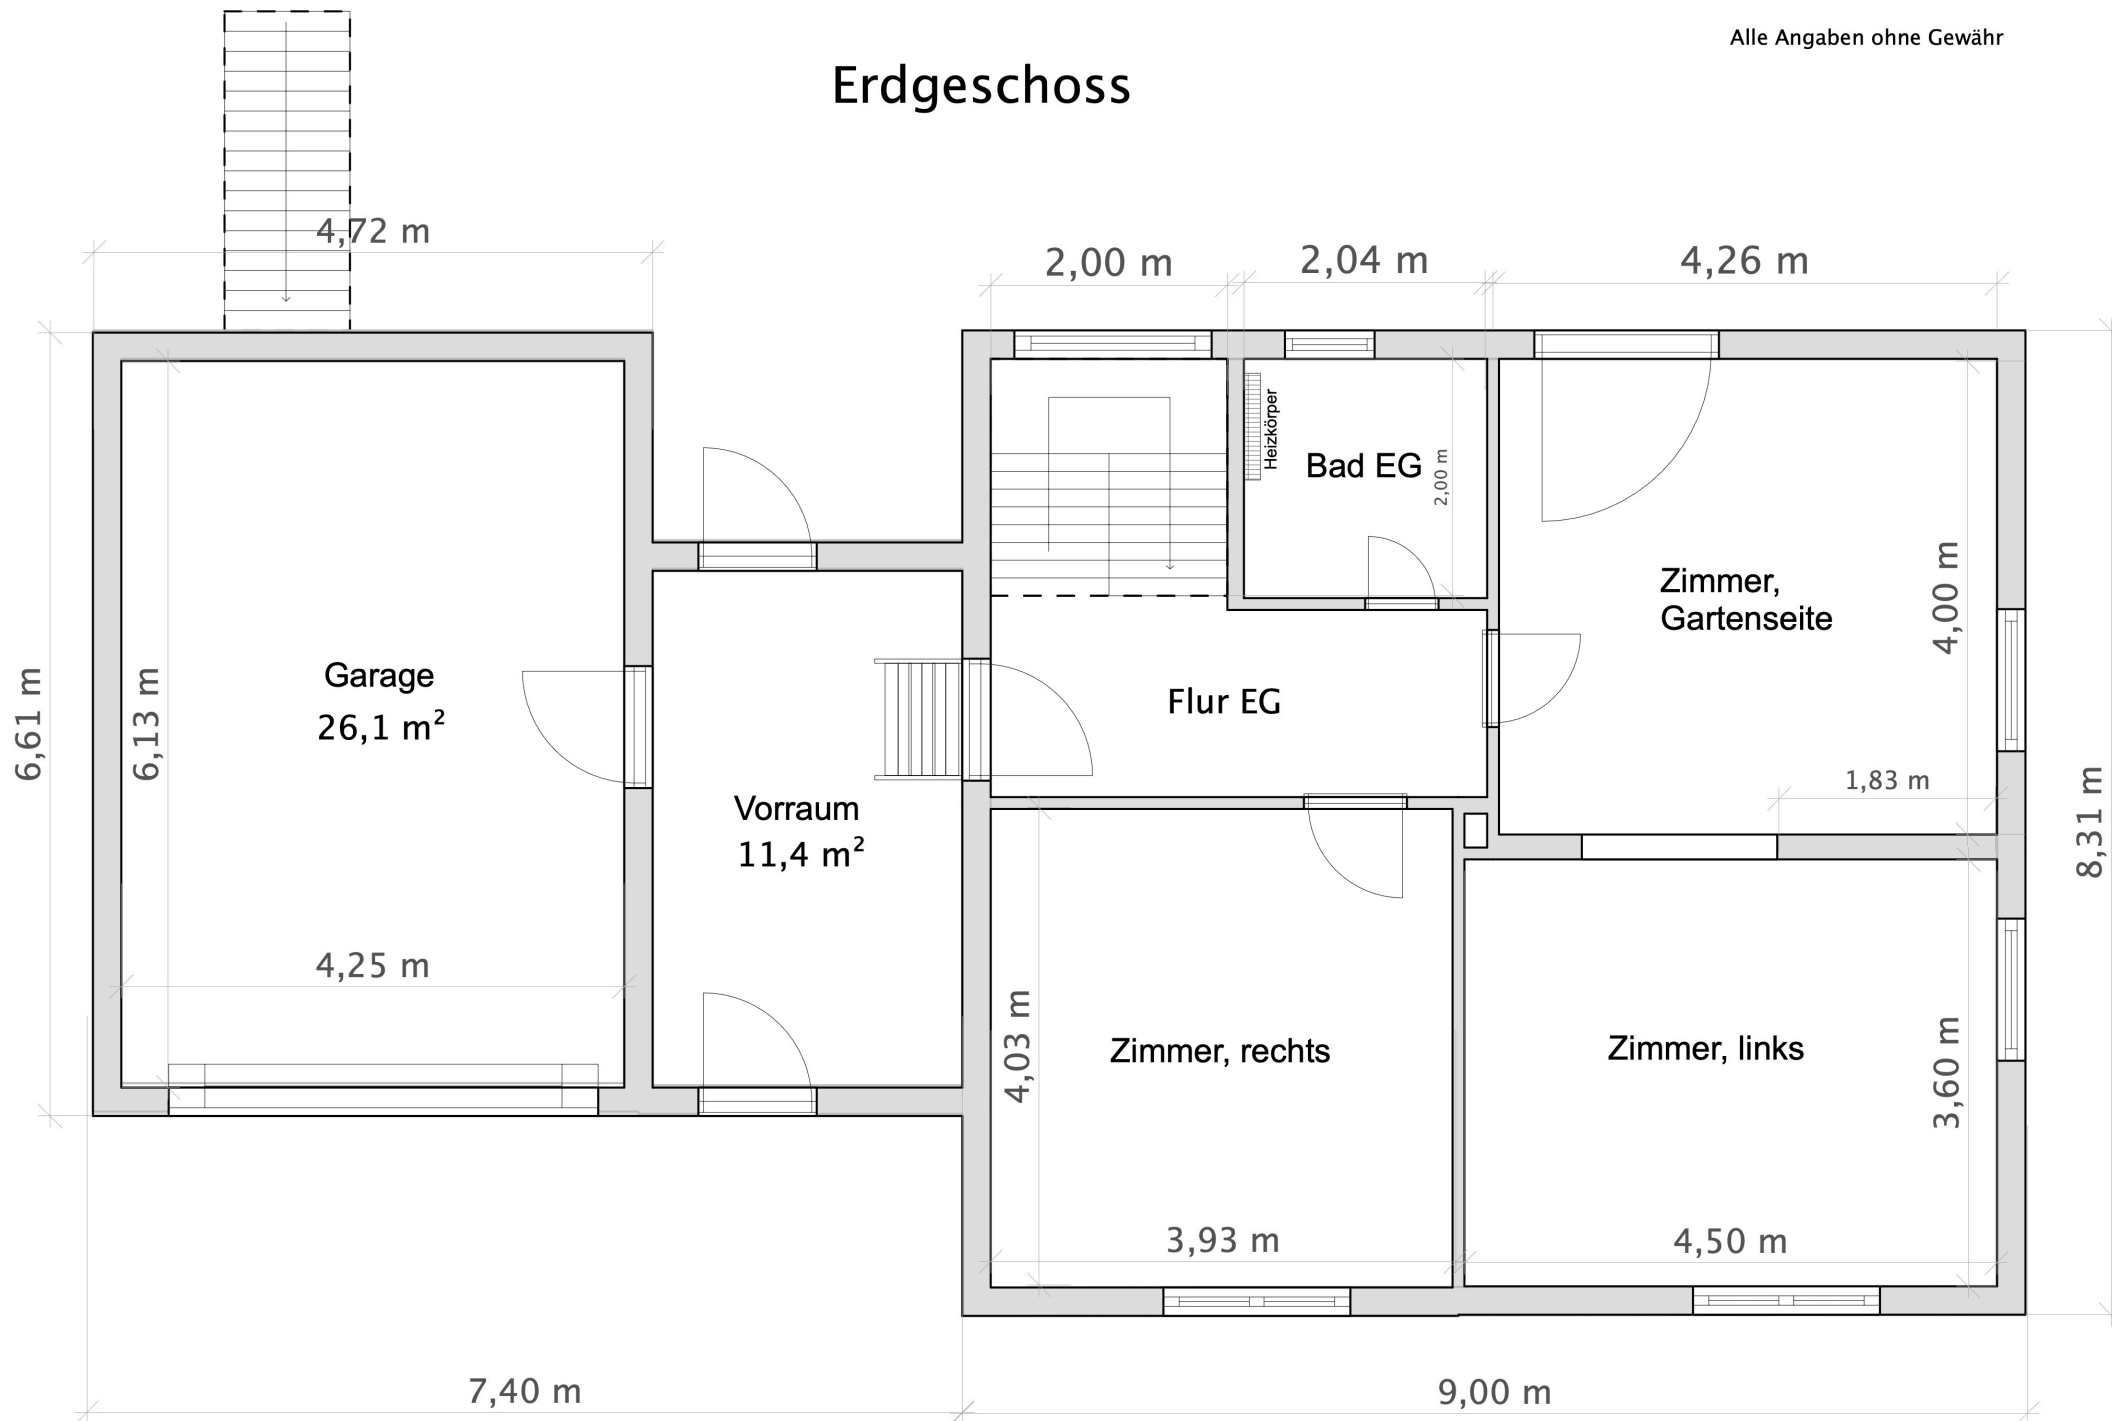 Alle Angaben ohne Gewähr
Erdgeschoss
4,72 m
2,00 m
2,04 m
4,26 m
Heizkörper
Bad EG
2,00 m
Zimmer,
Gartenseite
4,00 m
Garage
26,1 m²
6,61 m
6,13 m
Flur EG
1,83 m
Vorraum
11,4 m²
8,31 m
4,25 m
4,03 m
Zimmer, rechts
Zimmer, links
3,60 m
3,93 m
4,50 m
7,40 m
9,00 m